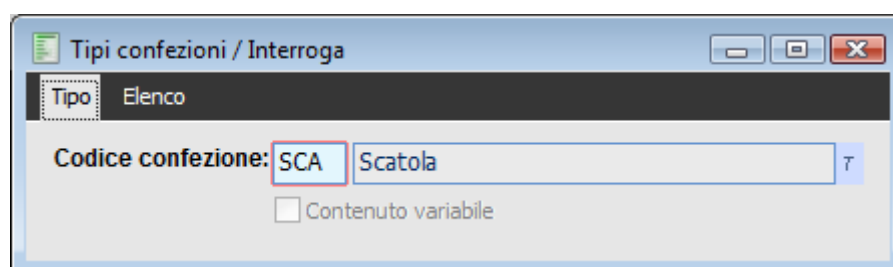 Tipi confezioni / Interroga
Tipo Elenco
Codice confezione: SCA Scatola T
Contenuto variabile